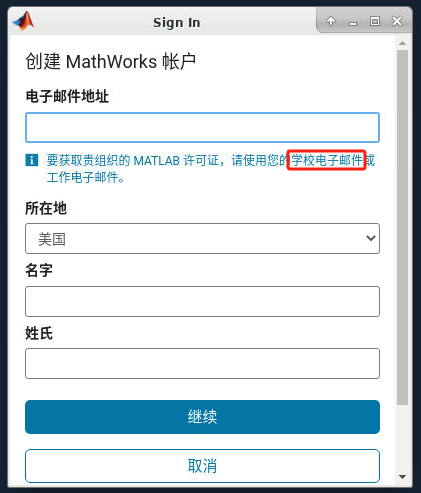 Sign In
创建 MathWorks 帐户
电子邮件地址
要获取贵组织的 MATLAB 许可证，请使用您的学校电子邮件或
工作电子邮件。
所在地
美国
名字
姓氏
继续
取消